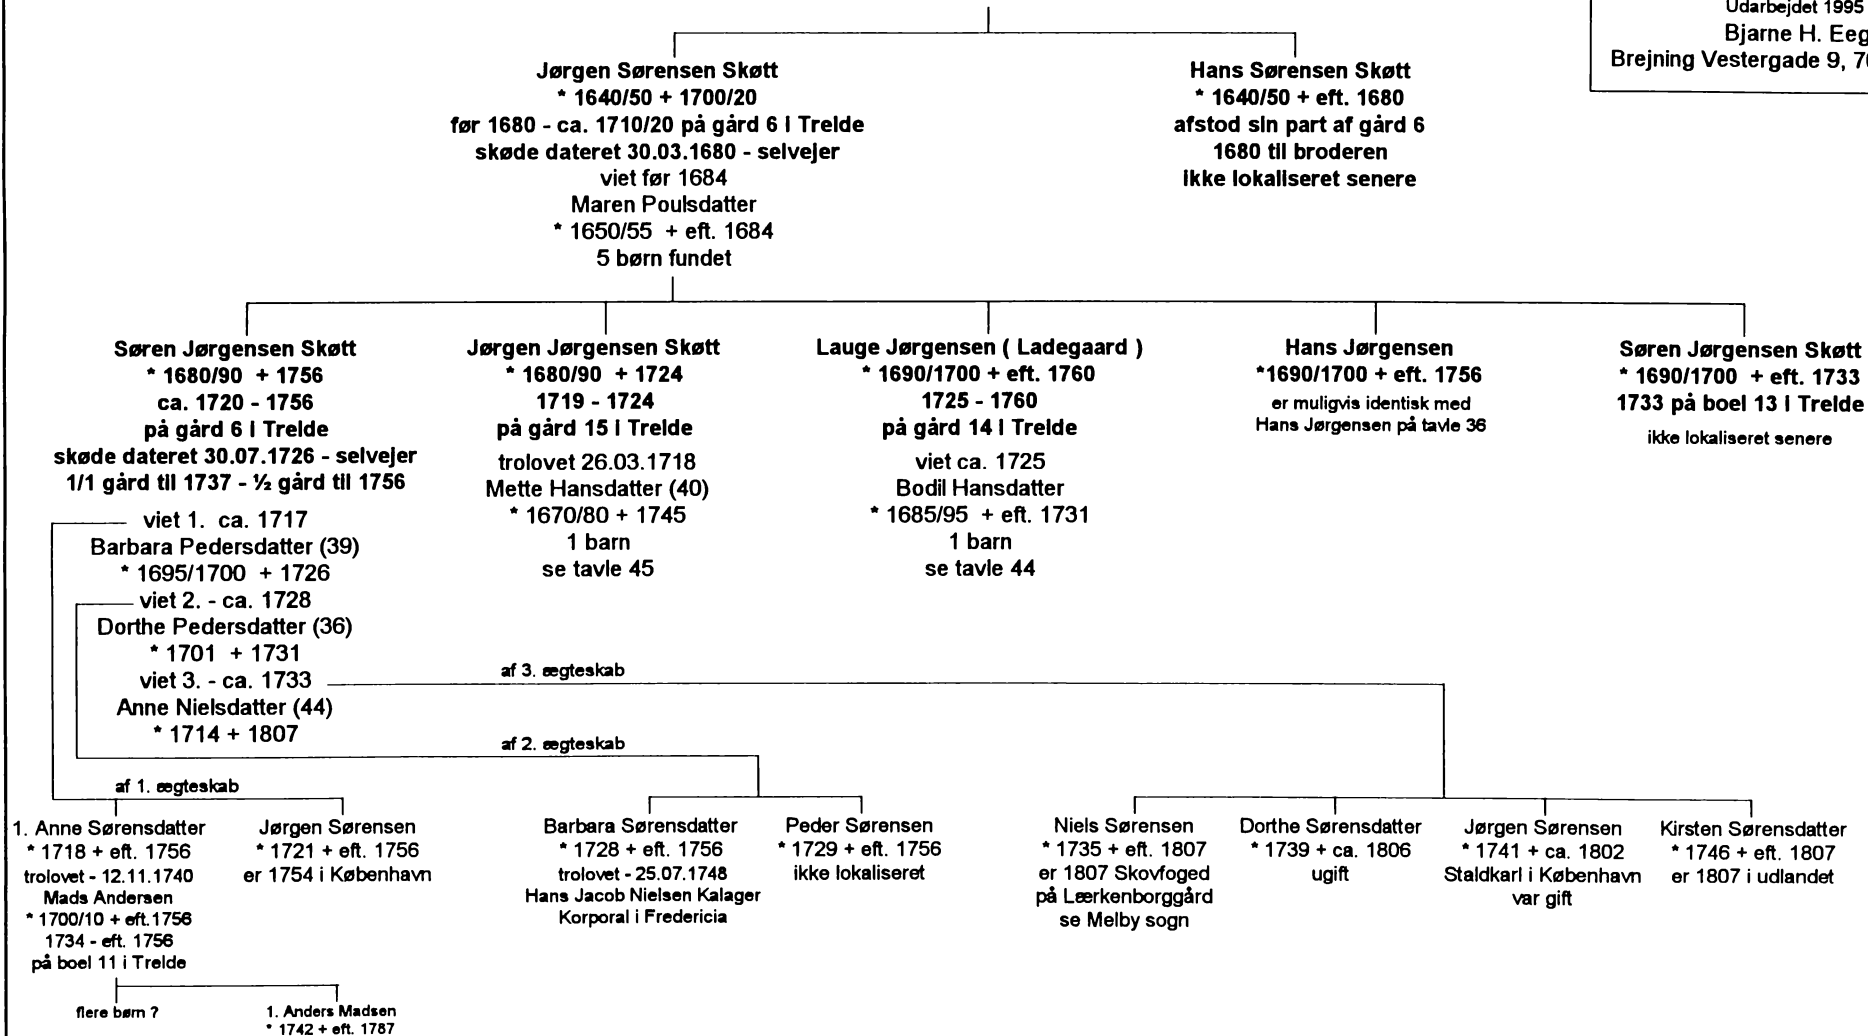 Udarbejdet 1995
Bjarne H. Eeg
Brejning Vestergade 9, 70
Jørgen Sørensen Skøtt
* 1640/50 + 1700/20
før 1680 - ca. 1710/20 på gård 6 i Trelde
skøde dateret 30.03.1680 - selvejer
viet før 1684
Maren Poulsdatter
* 1650/55 + eft. 1684
5 børn fundet
Hans Sørensen Skøtt
* 1640/50 + eft. 1680
afstod sin part af gård 6
1680 til broderen
ikke lokaliseret senere
Søren Jørgensen Skøtt
* 1680/90 + 1756
ca. 1720 - 1756
på gård 6 i Trelde
skøde dateret 30.07.1726 - selvejer
1/1 gård til 1737 - ½ gård til 1756
viet 1. ca. 1717
Barbara Pedersdatter (39)
* 1695/1700 + 1726
viet 2. - ca. 1728
Dorthe Pedersdatter (36)
* 1701 + 1731
viet 3. - ca. 1733
Anne Nielsdatter (44)
* 1714 + 1807
Jørgen Jørgensen Skøtt
* 1680/90 + 1724
1719 - 1724
på gård 15 i Trelde
trolovet 26.03.1718
Mette Hansdatter (40)
* 1670/80 + 1745
1 barn
se tavle 45
Lauge Jørgensen ( Ladegaard )
* 1690/1700 + eft. 1760
1725 - 1760
på gård 14 i Trelde
viet ca. 1725
Bodil Hansdatter
* 1685/95 + eft. 1731
1 barn
se tavle 44
Hans Jørgensen
*1690/1700 + eft. 1756
er muligvis identisk med
Hans Jørgensen på tavle 36
Søren Jørgensen Skøtt
* 1690/1700 + eft. 1733
1733 på boel 13 i Trelde
ikke lokaliseret senere
af 3. ægteskab
af 2. ægteskab
af 1. ægteskab
1. Anne Sørensdatter
* 1718 + eft. 1756
trolovet - 12.11.1740
Mads Andersen
* 1700/10 + eft.1756
1734 - eft. 1756
på boel 11 i Trelde
Jørgen Sørensen
* 1721 + eft. 1756
er 1754 i København
Barbara Sørensdatter
* 1728 + eft. 1756
trolovet - 25.07.1748
Hans Jacob Nielsen Kalager
Korporal i Fredericia
Peder Sørensen
* 1729 + eft. 1756
ikke lokaliseret
Niels Sørensen
* 1735 + eft. 1807
er 1807 Skovfoged
på Lærkenborggård
se Melby sogn
Dorthe Sørensdatter
* 1739 + ca. 1806
ugift
Jørgen Sørensen
* 1741 + ca. 1802
Staldkarl i København
var gift
Kirsten Sørensdatter
* 1746 + eft. 1807
er 1807 i udlandet
flere børn ?
1. Anders Madsen
* 1742 + eft. 1787